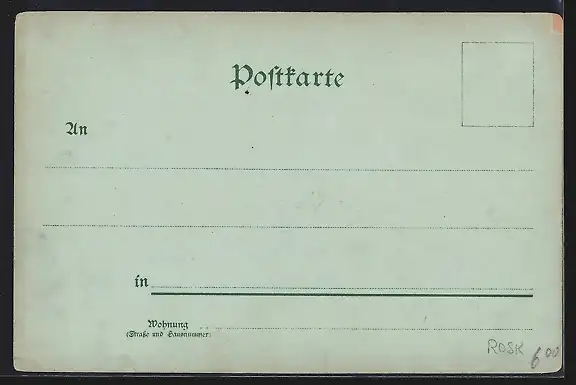 Postkarte
An
in
Wohnung
(Straße und Hausnummer)
ROSK 6 00